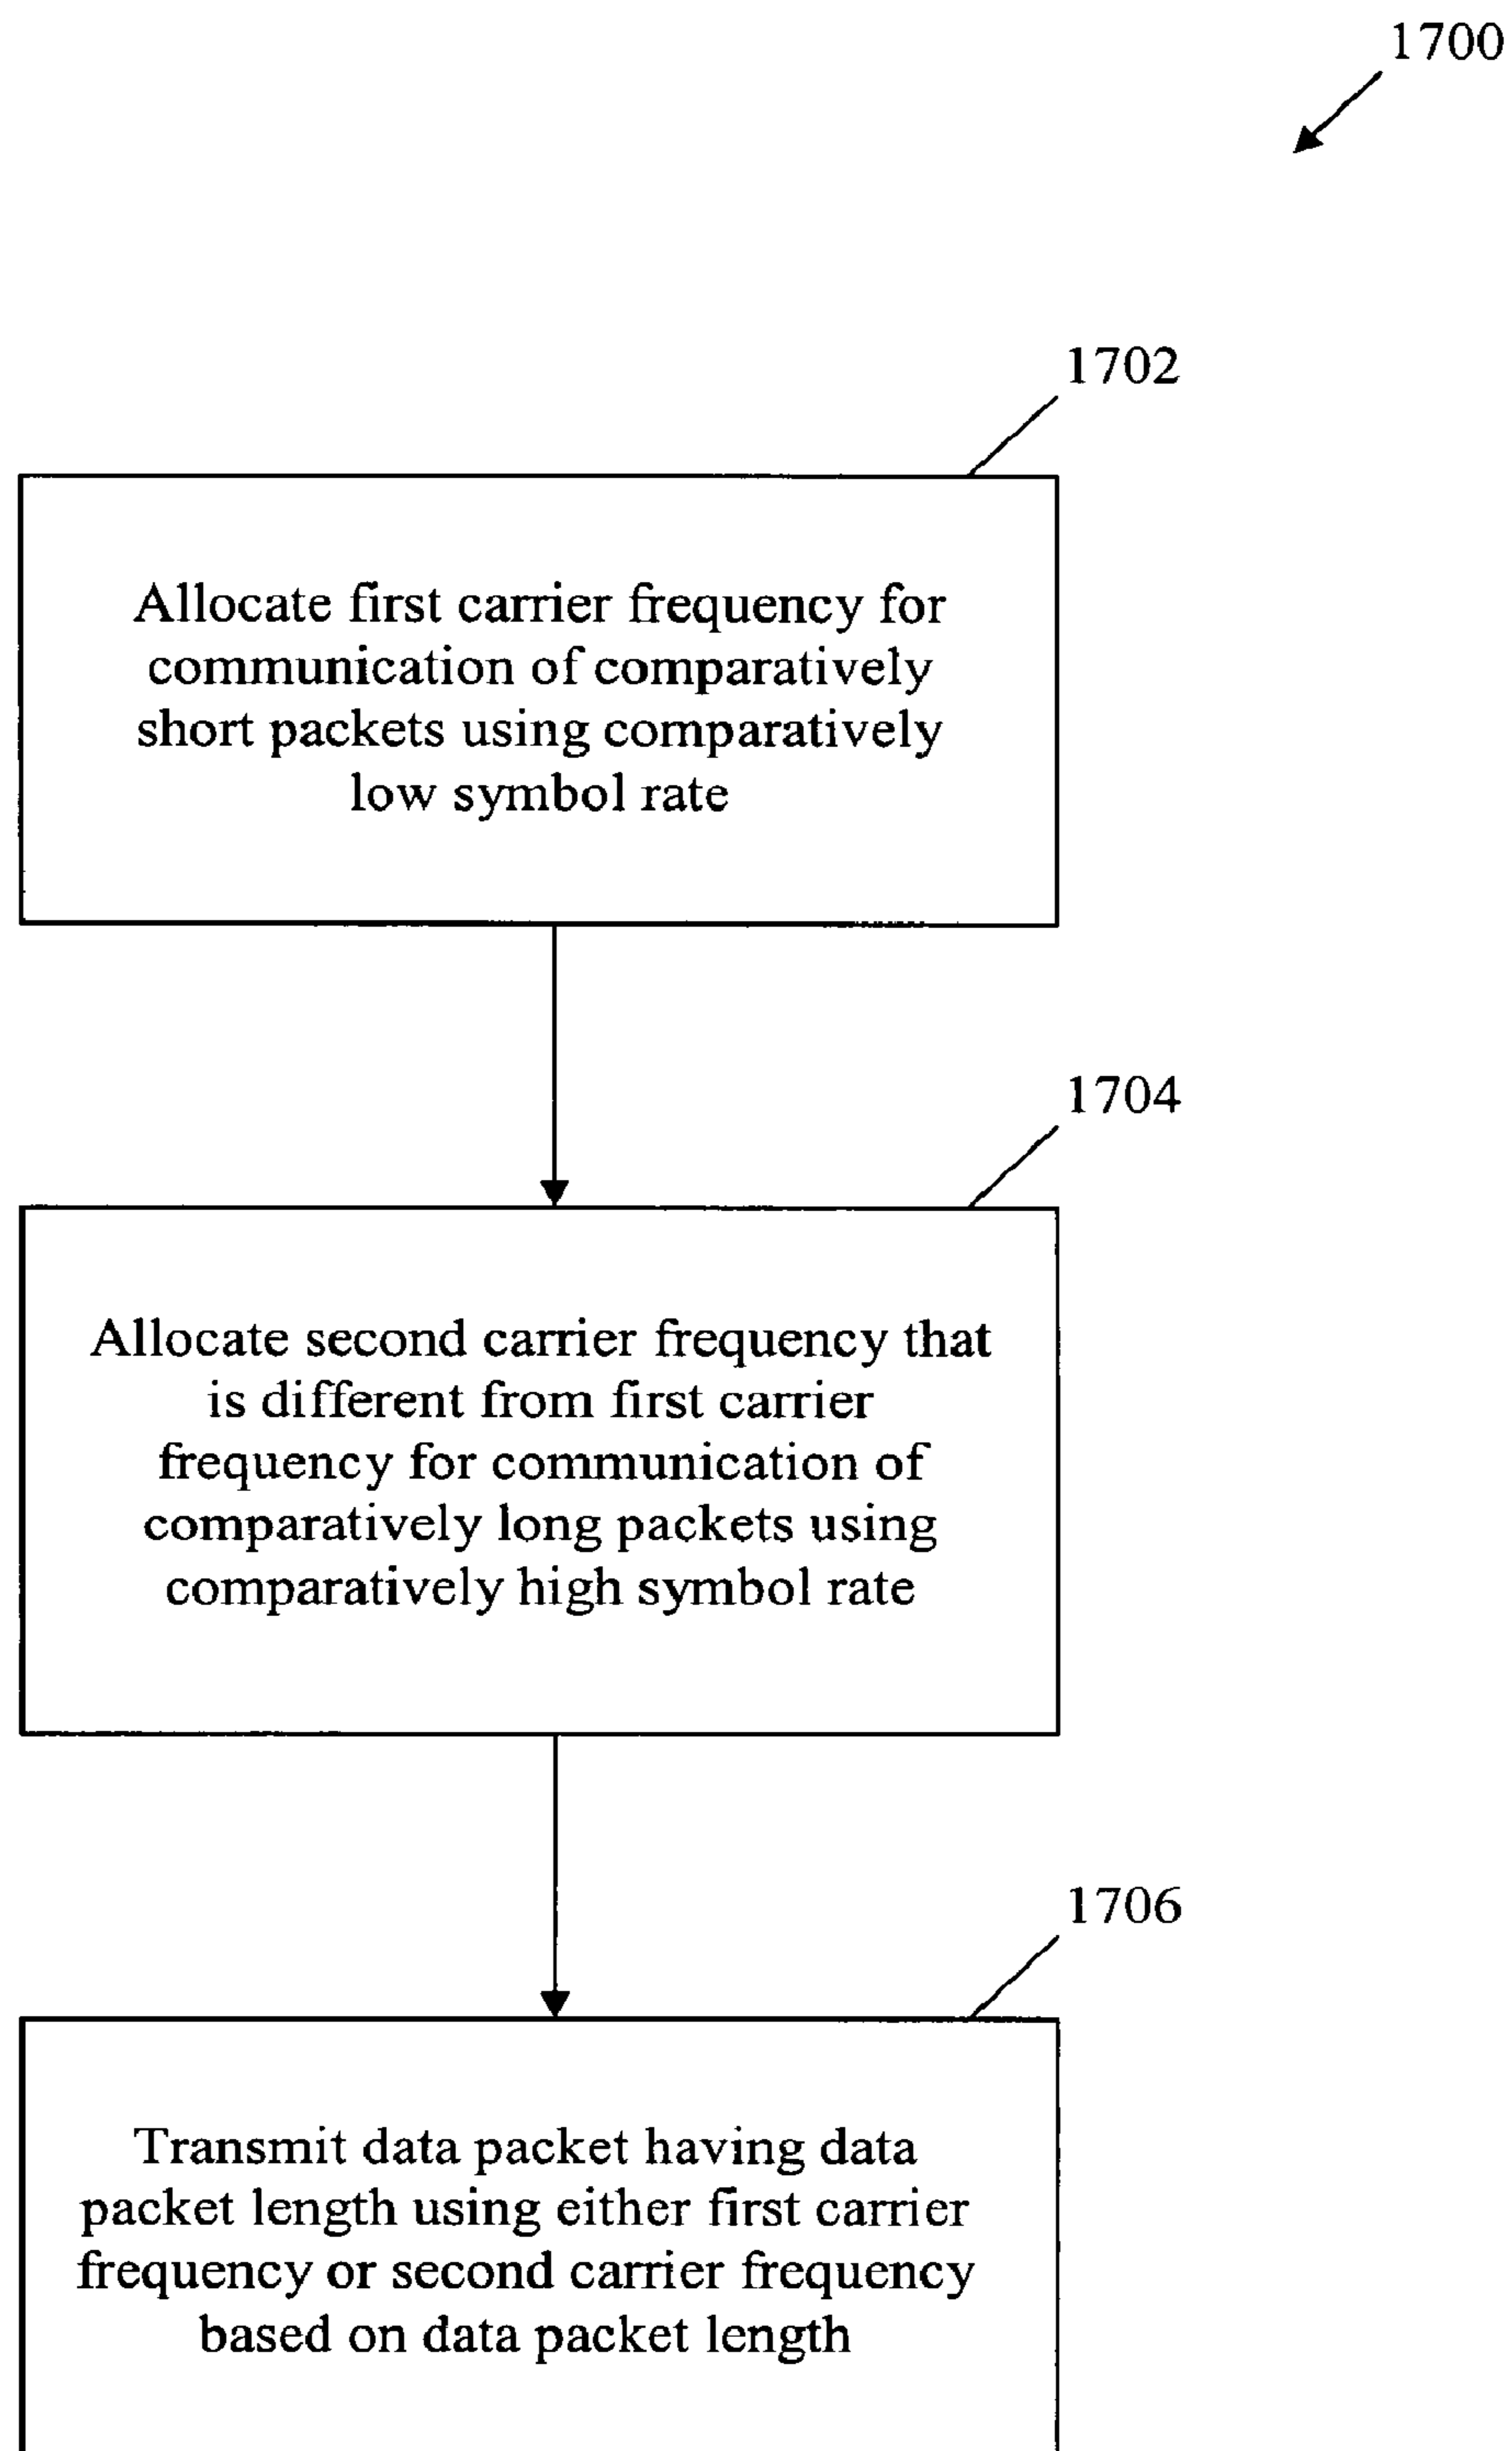 1700
1702
Allocate first carrier frequency for
communication of comparatively
short packets using comparatively
low symbol rate
1704
Allocate second carrier frequency that
is different from first carrier
frequency for communication of
comparatively long packets using
comparatively high symbol rate
1706
Transmit data packet having data
packet length using either first carrier
frequency or second carrier frequency
based on data packet length